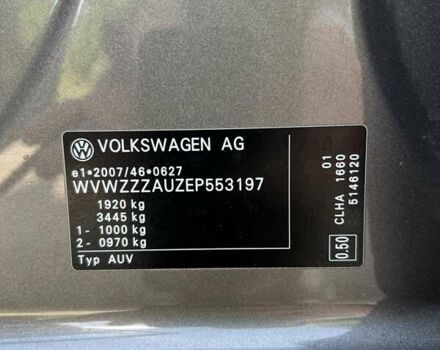 VOLKSWAGEN AG
e1*2007/46*0627
WVWZZZAUZEP553197
1920 kg
3445 kg
1- 1000 kg
2- 0970 kg
Typ AUV
0.50
CLHA 1660 01
5146120